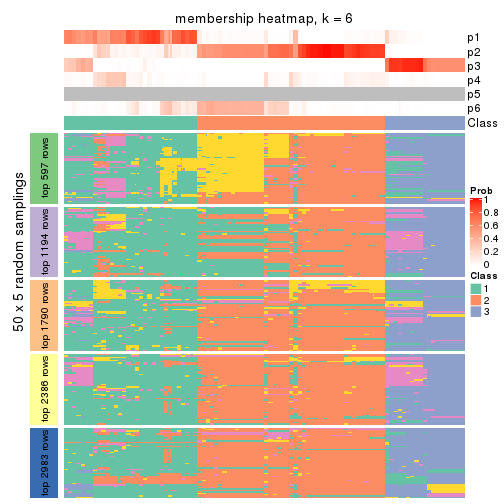 membership heatmap, k = 6
p1
p2
p3
p4
p5
p6
Class
50 x 5 random samplings
top 597 rows
top 1194 rows
top 1790 rows
top 2386 rows
top 2983 rows
Prob
1
0.8
0.6
0.4
0.2
0
Class
1
2
3